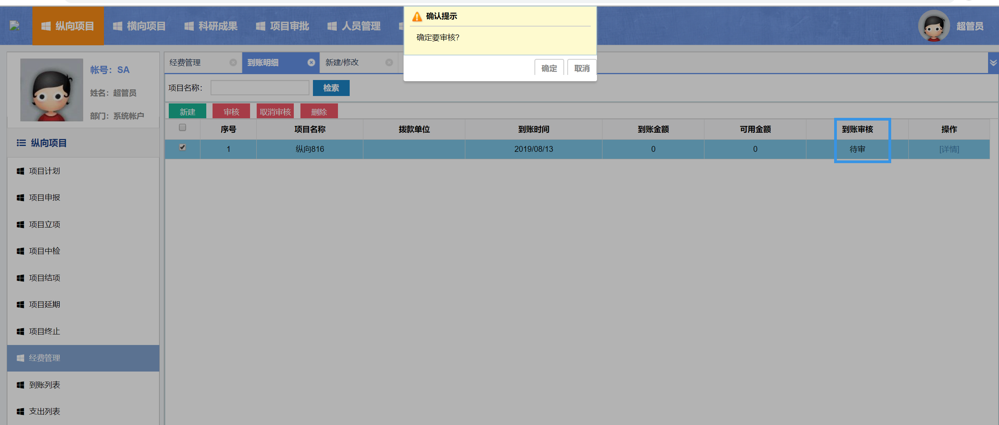 纵向项目 横向项目 科研成果 项目审批 人员管理 超管员
确认提示
确定要审核?
确定 取消
帐号：SA
姓名：超管员
部门：系统帐户
纵向项目
项目计划
项目申报
项目立项
项目中检
项目结项
项目延期
项目终止
经费管理
到账列表
支出列表
经费管理 到账明细 新建/修改
项目名称： 检索
新建 审核 取消审核 删除
序号 项目名称 拨款单位 到账时间 到账金额 可用金额 到账审核 操作
1 纵向816 2019/08/13 0 0 待审 [详情]